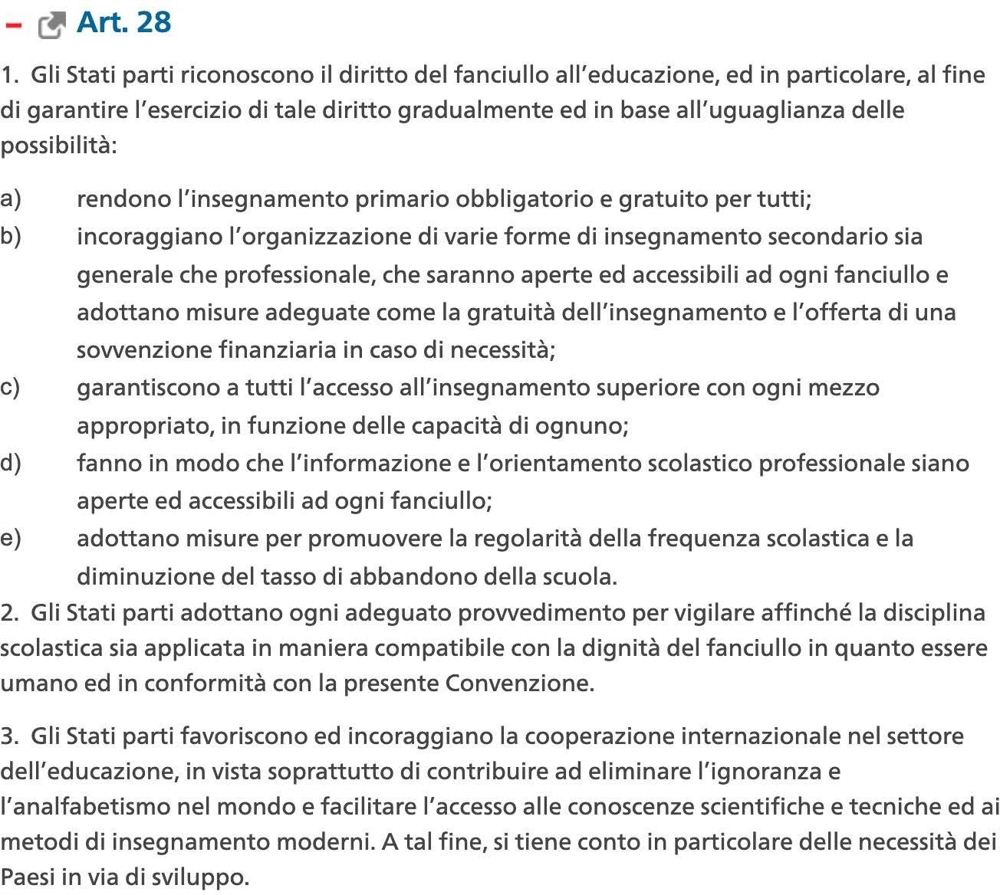 Art. 28
1. Gli Stati parti riconoscono il diritto del fanciullo all’educazione, ed in particolare, al fine
di garantire l’esercizio di tale diritto gradualmente ed in base all’uguaglianza delle
possibilità:
a) rendono l’insegnamento primario obbligatorio e gratuito per tutti;
b) incoraggiano l’organizzazione di varie forme di insegnamento secondario sia
generale che professionale, che saranno aperte ed accessibili ad ogni fanciullo e
adottano misure adeguate come la gratuità dell’insegnamento e l’offerta di una
sovvenzione finanziaria in caso di necessità;
c) garantiscono a tutti l’accesso all’insegnamento superiore con ogni mezzo
appropriato, in funzione delle capacità di ognuno;
d) fanno in modo che l’informazione e l’orientamento scolastico professionale siano
aperte ed accessibili ad ogni fanciullo;
e) adottano misure per promuovere la regolarità della frequenza scolastica e la
diminuzione del tasso di abbandono della scuola.
2. Gli Stati parti adottano ogni adeguato provvedimento per vigilare affinché la disciplina
scolastica sia applicata in maniera compatibile con la dignità del fanciullo in quanto essere
umano ed in conformità con la presente Convenzione.
3. Gli Stati parti favoriscono ed incoraggiano la cooperazione internazionale nel settore
dell’educazione, in vista soprattutto di contribuire ad eliminare l’ignoranza e
l’analfabetismo nel mondo e facilitare l’accesso alle conoscenze scientifiche e tecniche ed ai
metodi di insegnamento moderni. A tal fine, si tiene conto in particolare delle necessità dei
Paesi in via di sviluppo.